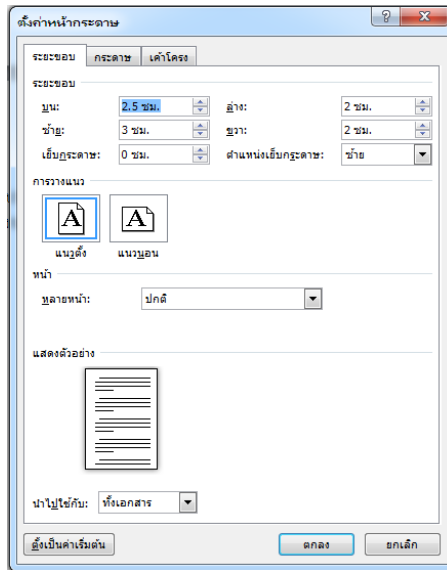 ตั้งค่าหน้ากระดาษ
ระยะขอบ กระดาษ เค้าโครง
ระยะขอบ
บน: 2.5 ซม. ล่าง: 2 ซม.
ซ้าย: 3 ซม. ขวา: 2 ซม.
เย็บกระดาษ: 0 ซม. ตำแหน่งเย็บกระดาษ: ซ้าย
การวางแนว
A A
แนวตั้ง แนวนอน
หน้า
หลายหน้า: ปกติ
แสดงตัวอย่าง
นำไปใช้กับ: ทั้งเอกสาร
ตั้งเป็นค่าเริ่มต้น ตกลง ยกเลิก